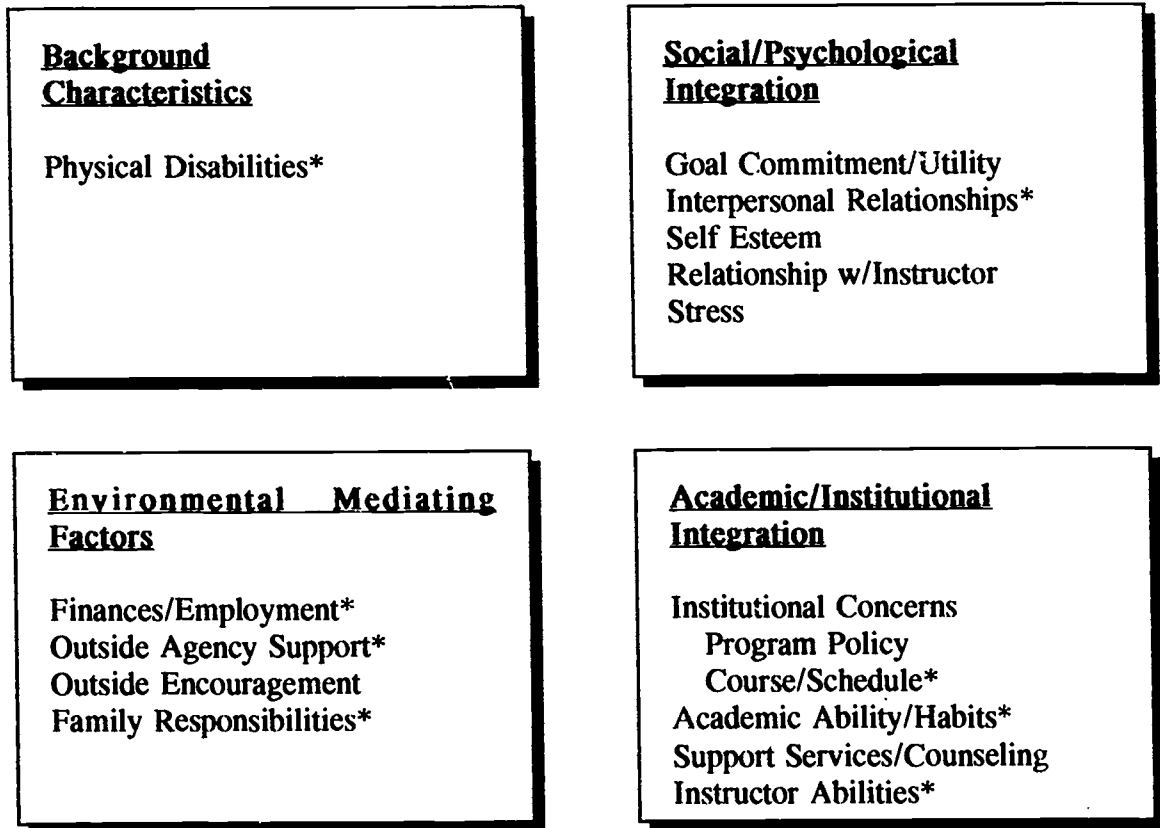 Background
Characteristics
Physical Disabilities*
Social/Psychological
Integration
Goal Commitment/Utility
Interpersonal Relationships*
Self Esteem
Relationship w/Instructor
Stress
Environmental Mediating
Factors
Finances/Employment*
Outside Agency Support*
Outside Encouragement
Family Responsibilities*
Academic/Institutional
Integration
Institutional Concerns
Program Policy
Course/Schedule*
Academic Ability/Habits*
Support Services/Counseling
Instructor Abilities*